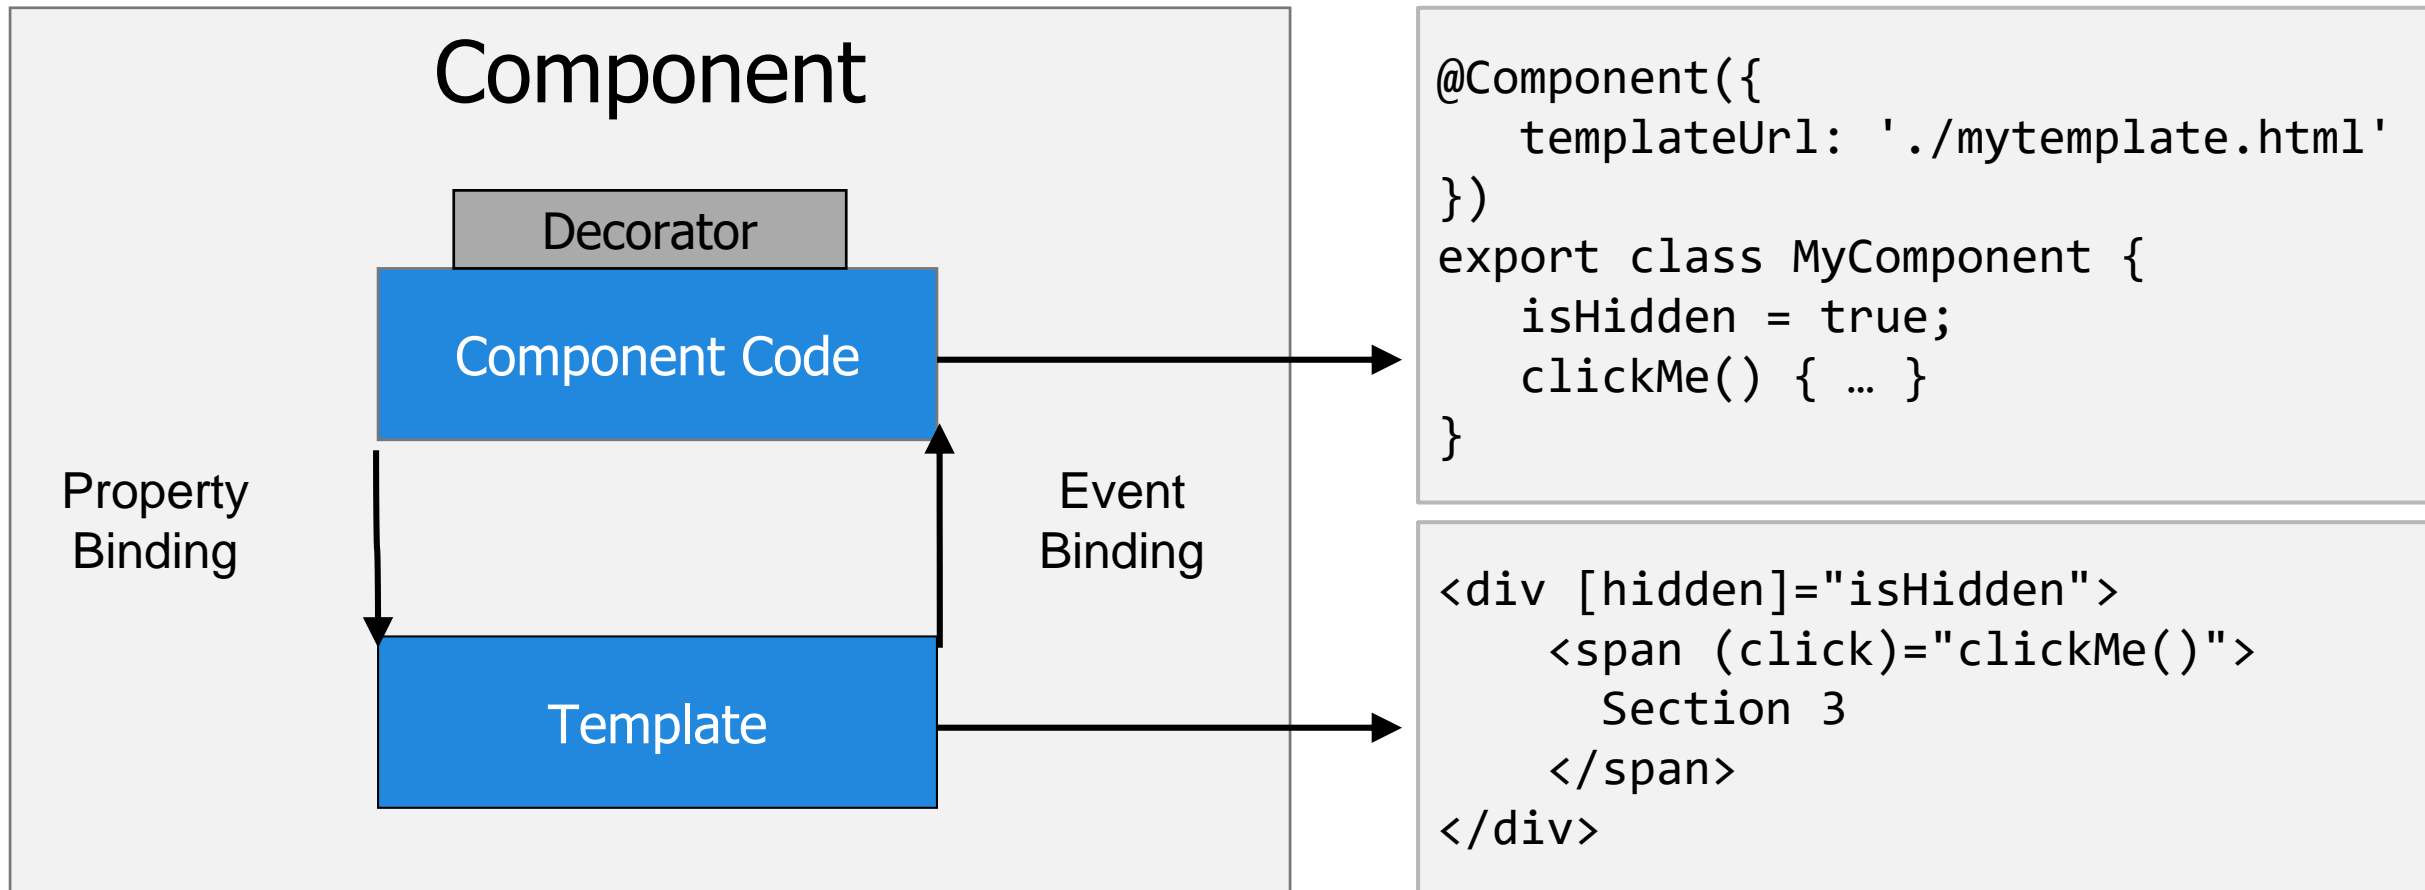 Component
Decorator
Component Code
Property
Binding
Event
Binding
Template
@Component({
   templateUrl: './mytemplate.html'
})
export class MyComponent {
   isHidden = true;
   clickMe() { … }
}
<div [hidden]="isHidden">
    <span (click)="clickMe()">
      Section 3
    </span>
</div>